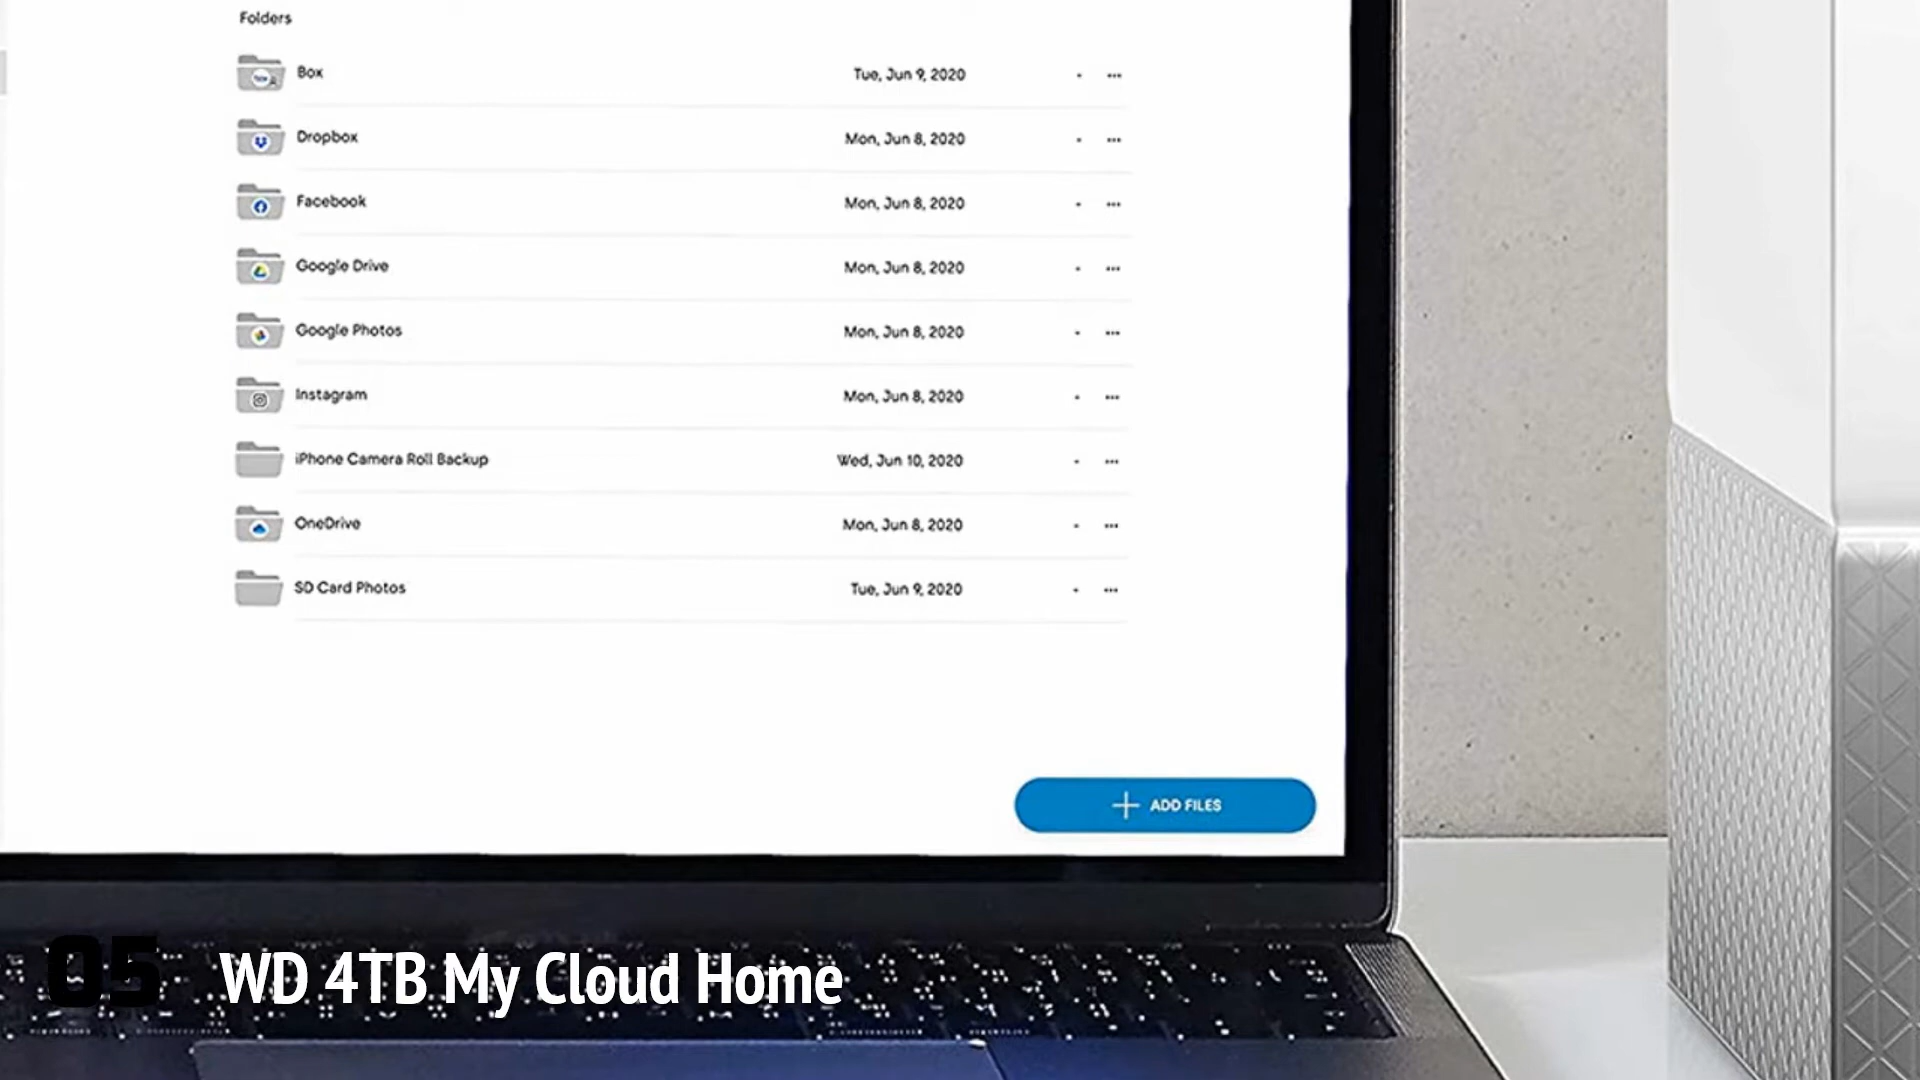 Folders
Box Tue, Jun 9, 2020
Dropbox Mon, Jun 8, 2020
Facebook Mon, Jun 8, 2020
Google Drive Mon, Jun 8, 2020
Google Photos Mon, Jun 8, 2020
Instagram Mon, Jun 8, 2020
iPhone Camera Roll Backup Wed, Jun 10, 2020
OneDrive Mon, Jun 8, 2020
SD Card Photos Tue, Jun 9, 2020
+ ADD FILES
05 WD 4TB My Cloud Home